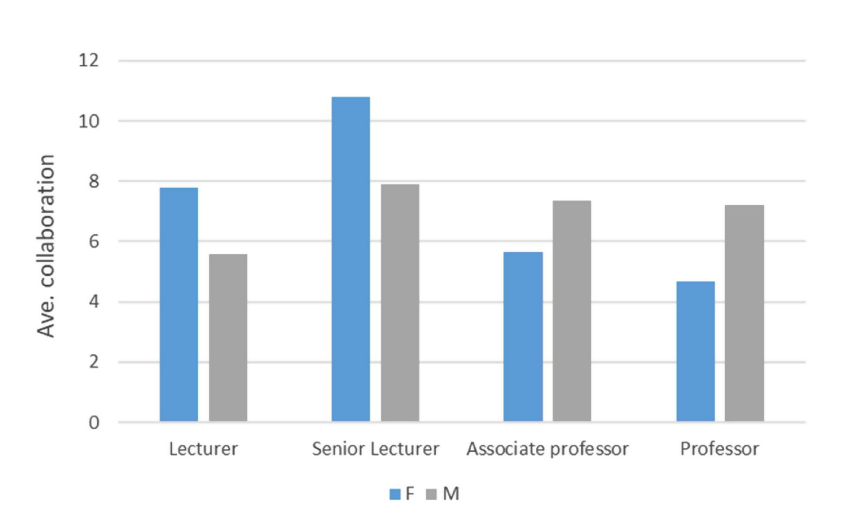 12
10
8
6
4
2
0
Ave. collaboration
Lecturer Senior Lecturer Associate professor Professor
F M